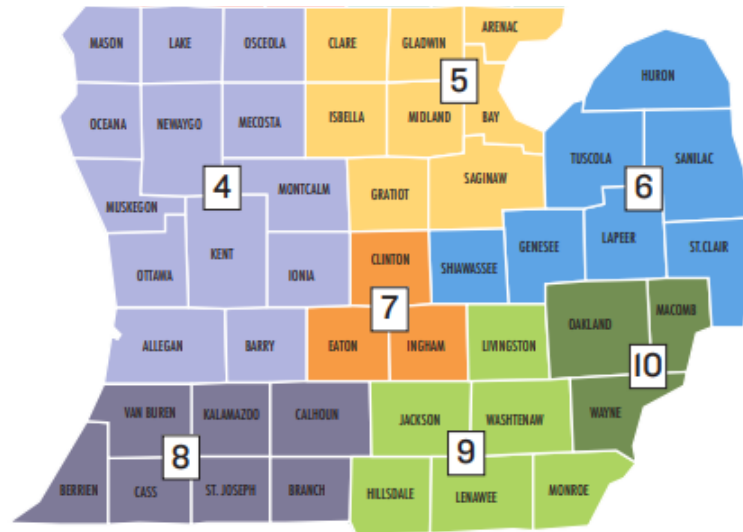 MASON
LAKE
OSCEOLA
CLARE
GLADWIN
ARENAC
5
HURON
OCEANA
NEWAYGO
MECOSTA
ISBELLA
MIDLAND
BAY
TUSCOLA
SANILAC
4
MUSKEGON
MONTCALM
GRATIOT
SAGINAW
6
OTTAWA
KENT
IONIA
CLINTON
SHIAWASSEE
GENESEE
LAPEER
ST.CLAIR
7
ALLEGAN
BARRY
EATON
INGHAM
LIVINGSTON
OAKLAND
MACOMB
10
VAN BUREN
KALAMAZOO
CALHOUN
JACKSON
WASHTENAW
WAYNE
8
9
BERRIEN
CASS
ST. JOSEPH
BRANCH
HILLSDALE
LENAWEE
MONROE